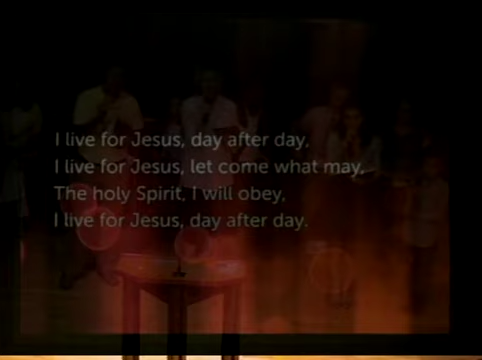 I live for Jesus, day after day,
I live for Jesus, let come what may,
The holy Spirit, I will obey,
I live for Jesus, day after day.